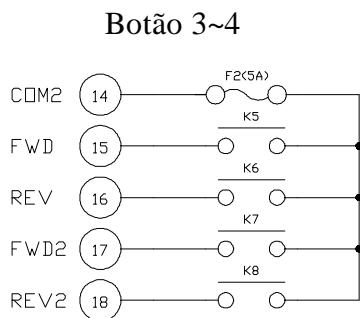 Botão 3~4
F2(5A)
COM2 14
K5
FWD 15
K6
REV 16
K7
FWD2 17
K8
REV2 18